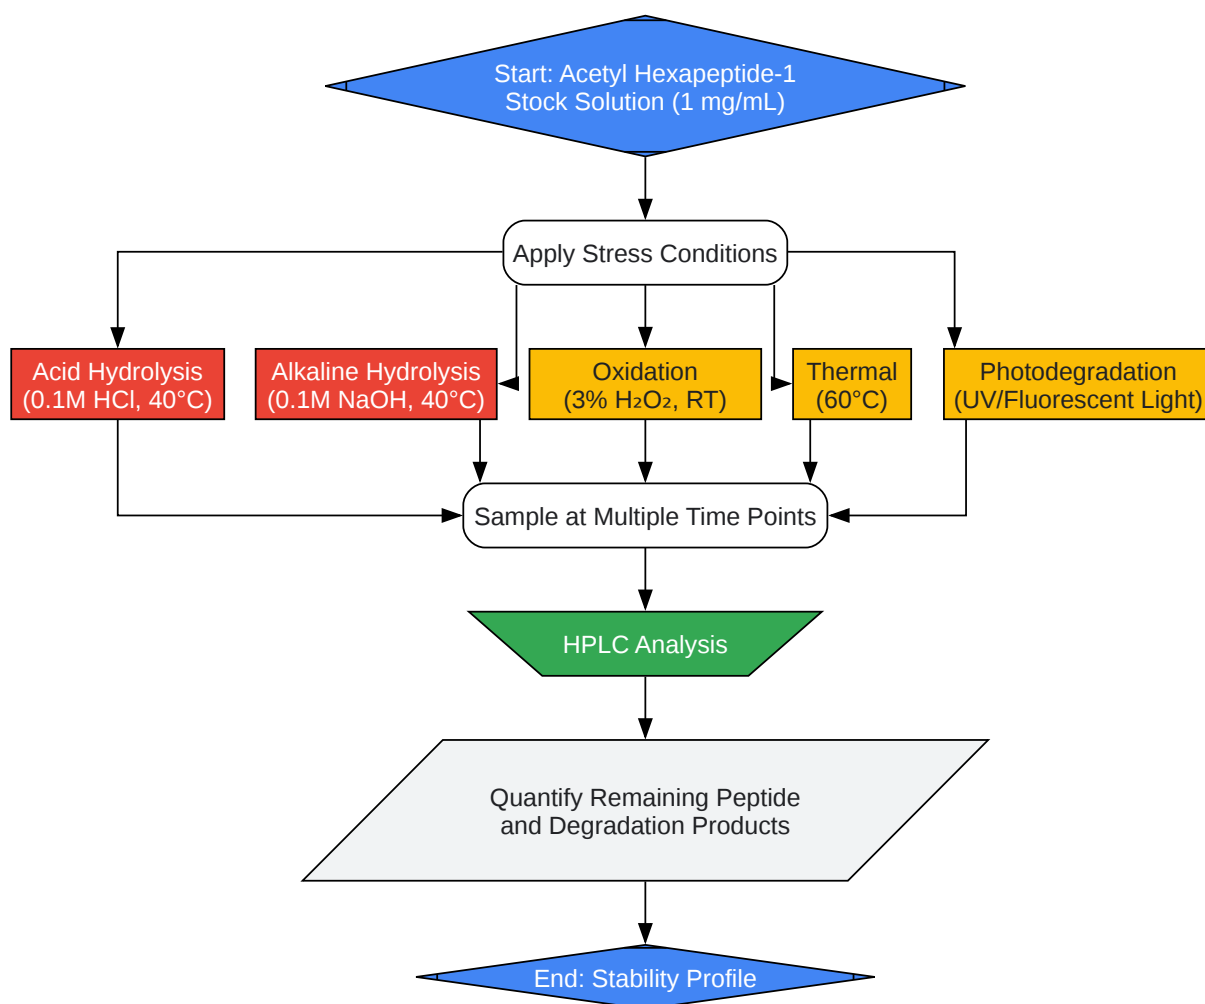 Start: Acetyl Hexapeptide-1
Stock Solution (1 mg/mL)
Apply Stress Conditions
Acid Hydrolysis
(0.1M HCl, 40°C)
Alkaline Hydrolysis
(0.1M NaOH, 40°C)
Oxidation
(3% H₂O₂, RT)
Thermal
(60°C)
Photodegradation
(UV/Fluorescent Light)
Sample at Multiple Time Points
HPLC Analysis
Quantify Remaining Peptide
and Degradation Products
End: Stability Profile